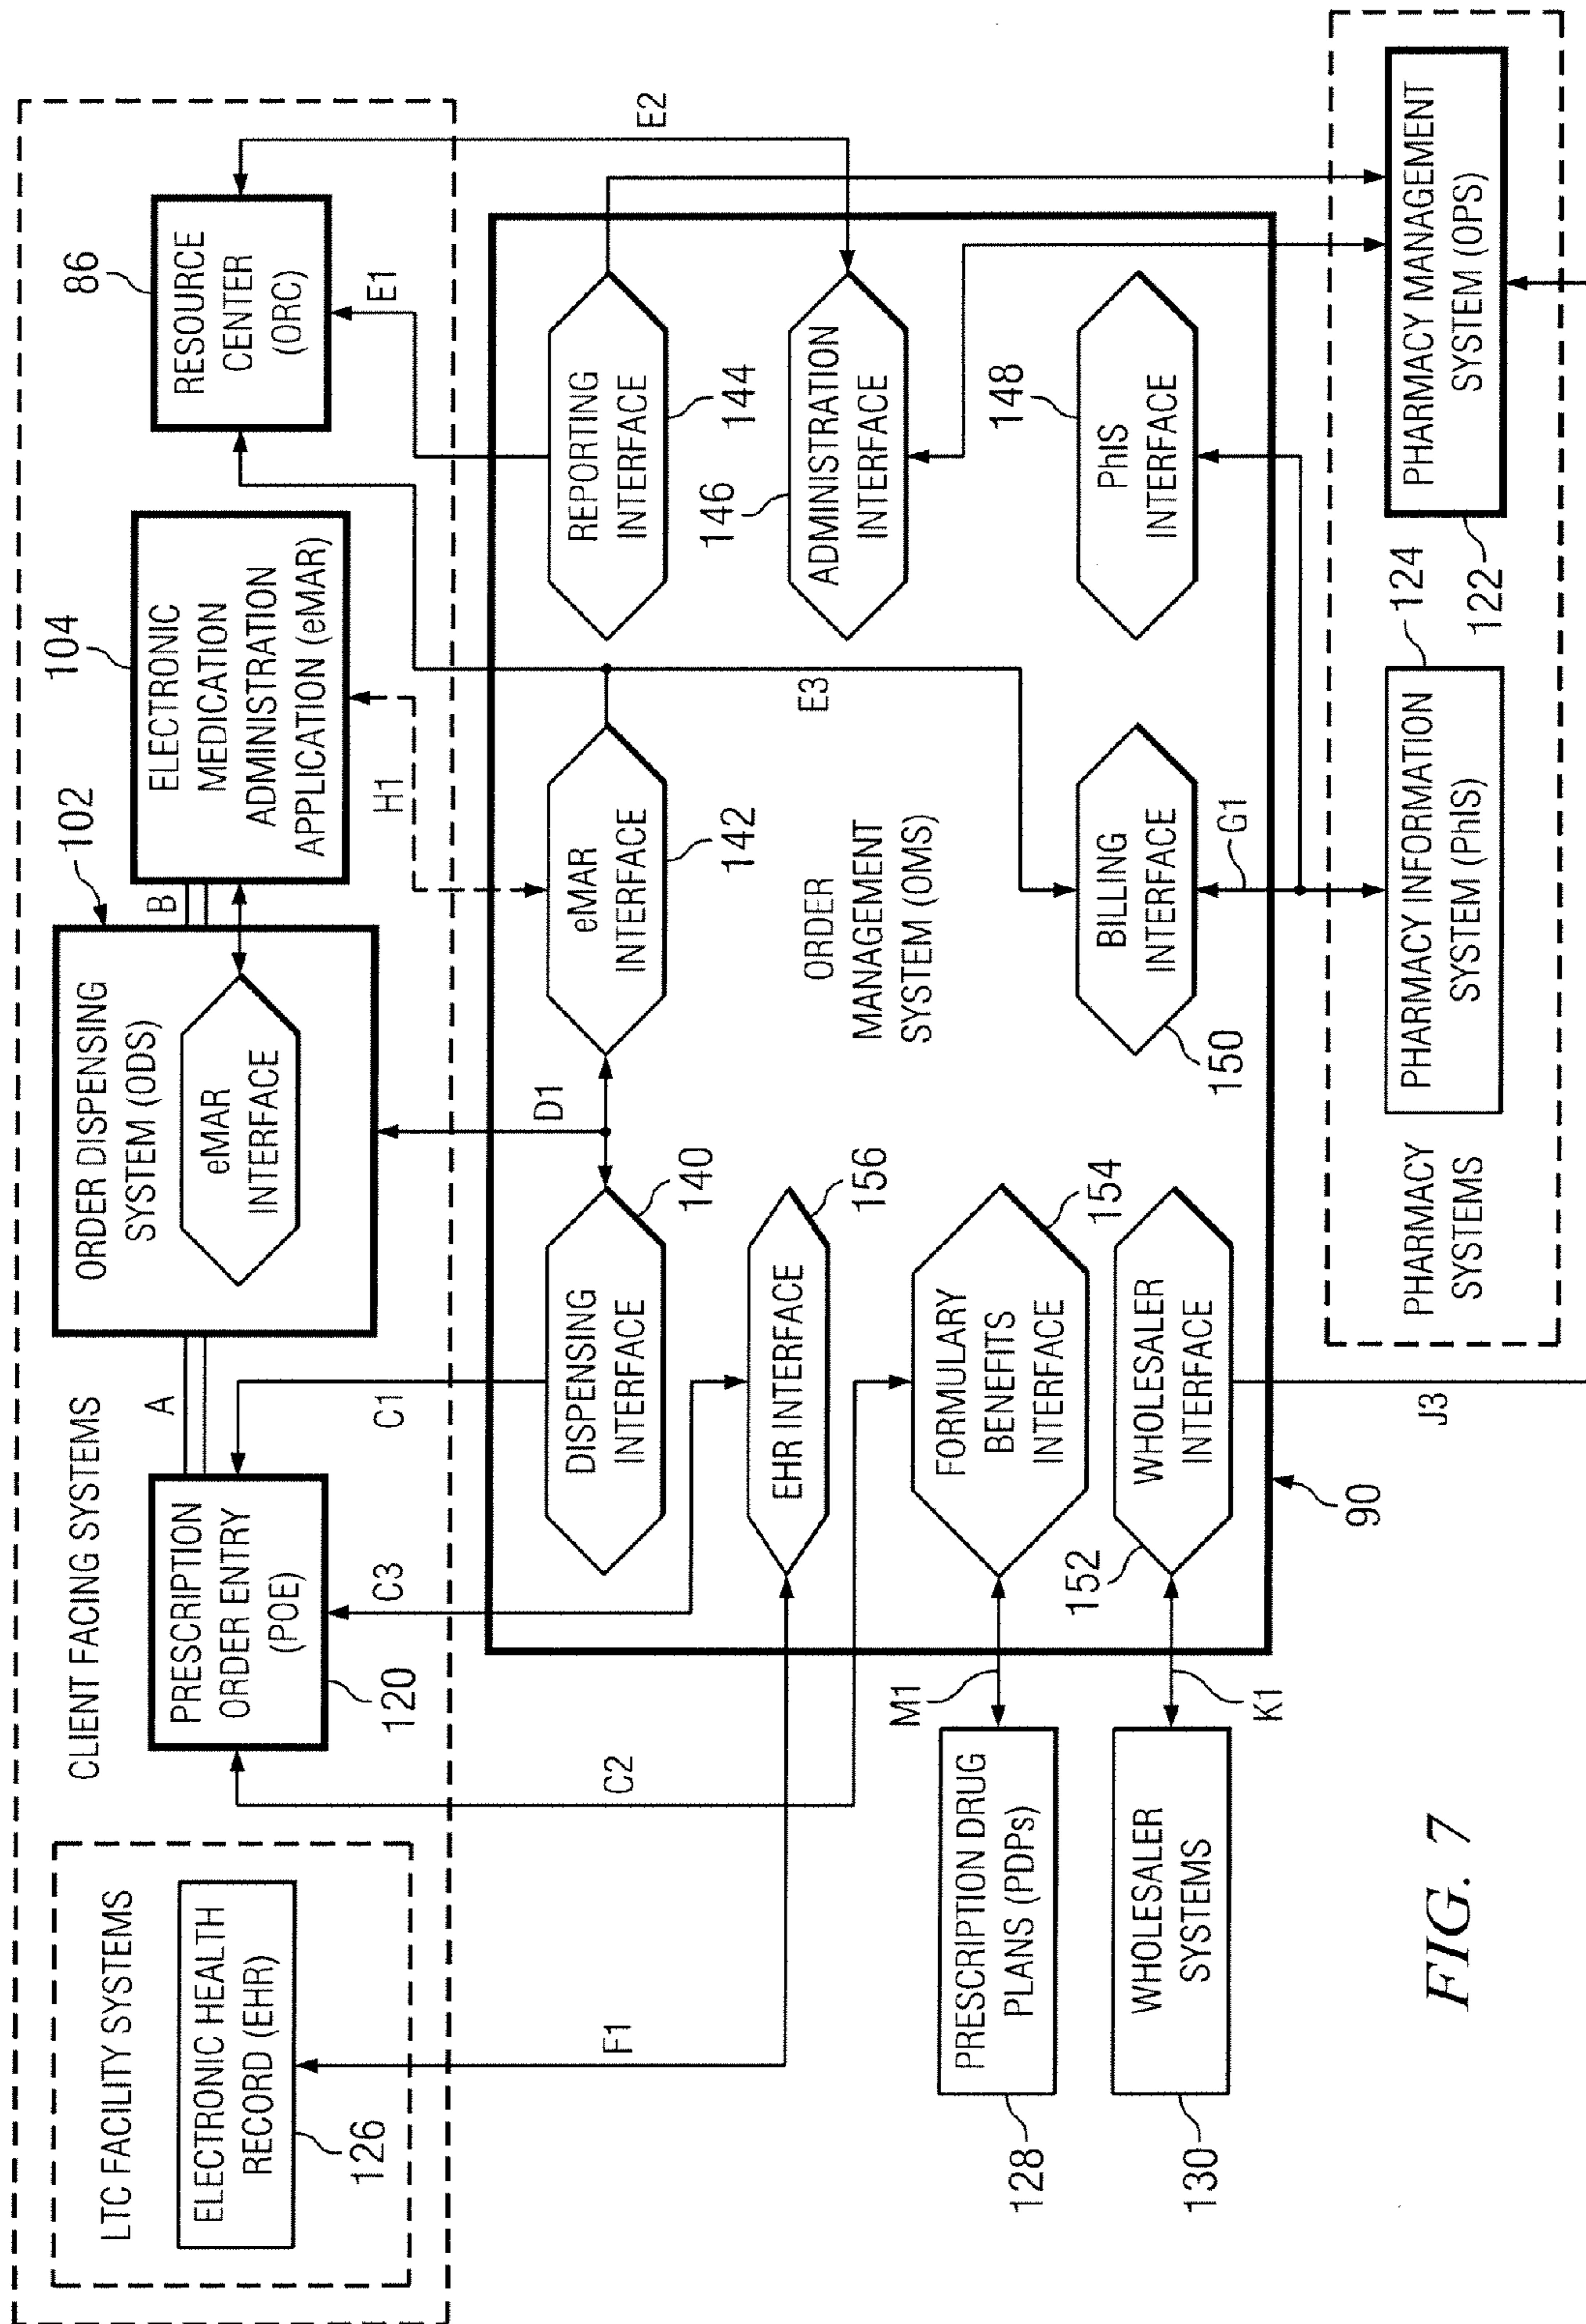 CLIENT FACING SYSTEMS
LTC FACILITY SYSTEMS
ELECTRONIC HEALTH
RECORD (EHR)
126
PRESCRIPTION
ORDER ENTRY
(POE)
120
A
ORDER DISPENSING
SYSTEM (ODS)
eMAR
INTERFACE
102
B
ELECTRONIC
MEDICATION
ADMINISTRATION
APPLICATION (eMAR)
104
RESOURCE
CENTER
(ORC)
86
F1
C2
C3
C1
D1
H1
E1
E2
DISPENSING
INTERFACE
140
eMAR
INTERFACE
142
REPORTING
INTERFACE
144
EHR INTERFACE
156
E3
ADMINISTRATION
INTERFACE
146
ORDER
MANAGEMENT
SYSTEM (OMS)
FORMULARY
BENEFITS
INTERFACE
154
WHOLESALER
INTERFACE
152
BILLING
INTERFACE
150
PhIS
INTERFACE
148
G1
M1
K1
90
PRESCRIPTION DRUG
PLANS (PDPs)
128
WHOLESALER
SYSTEMS
130
J3
PHARMACY
SYSTEMS
PHARMACY INFORMATION
SYSTEM (PhIS)
124
PHARMACY MANAGEMENT
SYSTEM (OPS)
122
FIG. 7